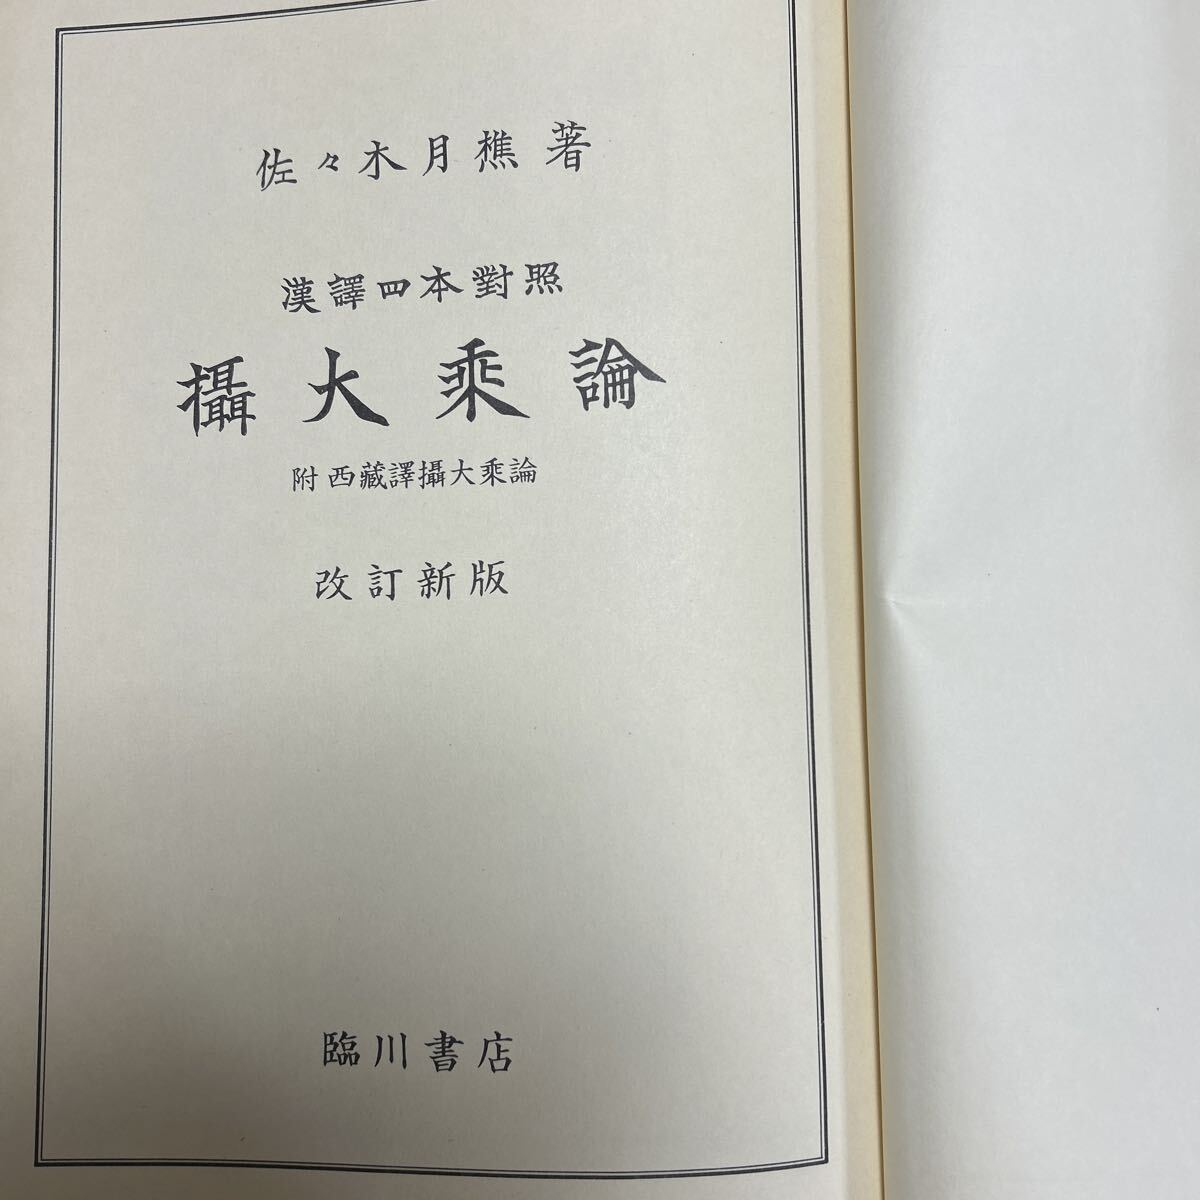 佐々木月樵 著
漢譯四本對照
攝大乘論
附 西藏譯攝大乘論
改訂新版
臨川書店